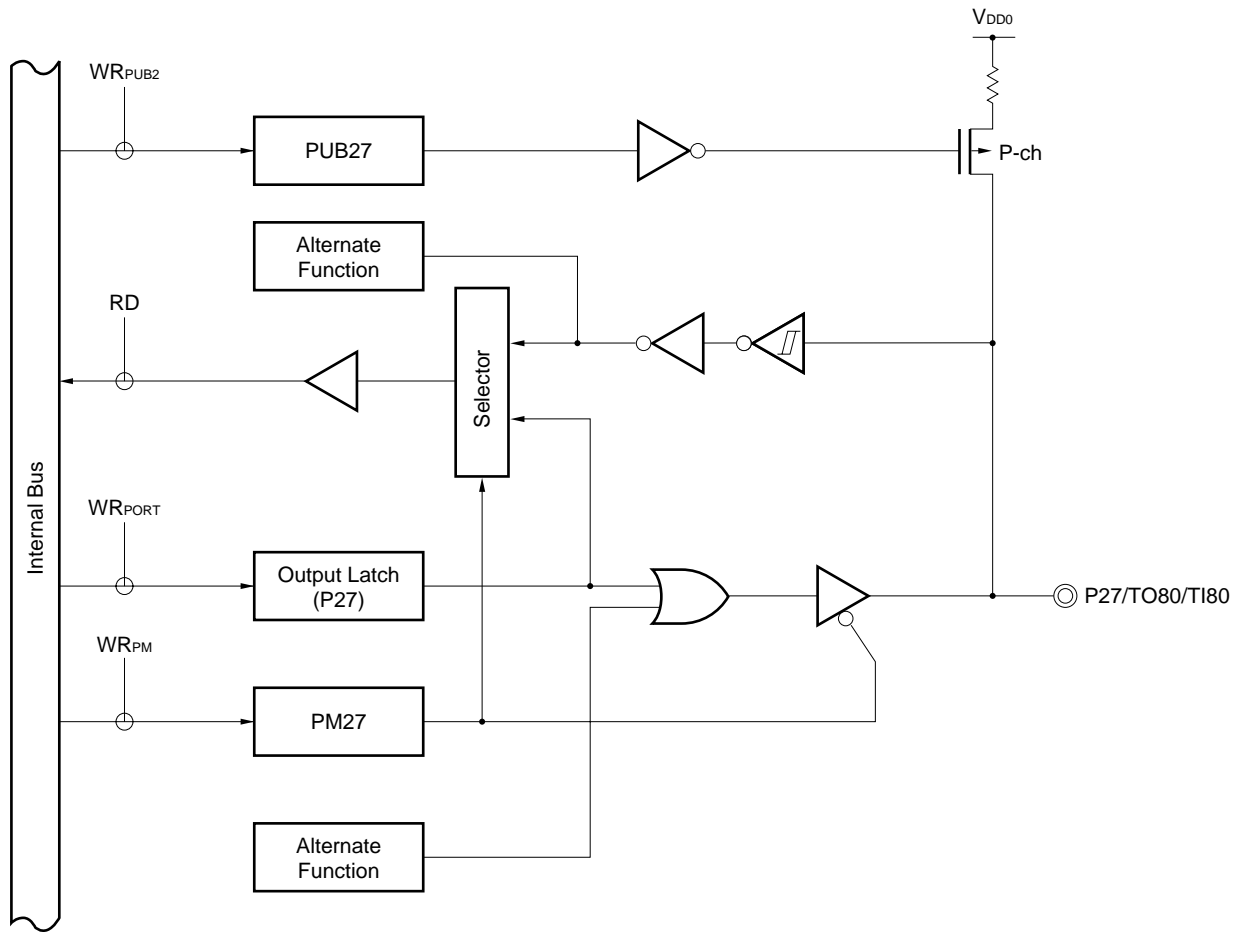 VDD0
WRPUB2
PUB27
P-ch
Alternate
Function
RD
Selector
Internal Bus
WRPORT
Output Latch
(P27)
P27/TO80/TI80
WRPM
PM27
Alternate
Function